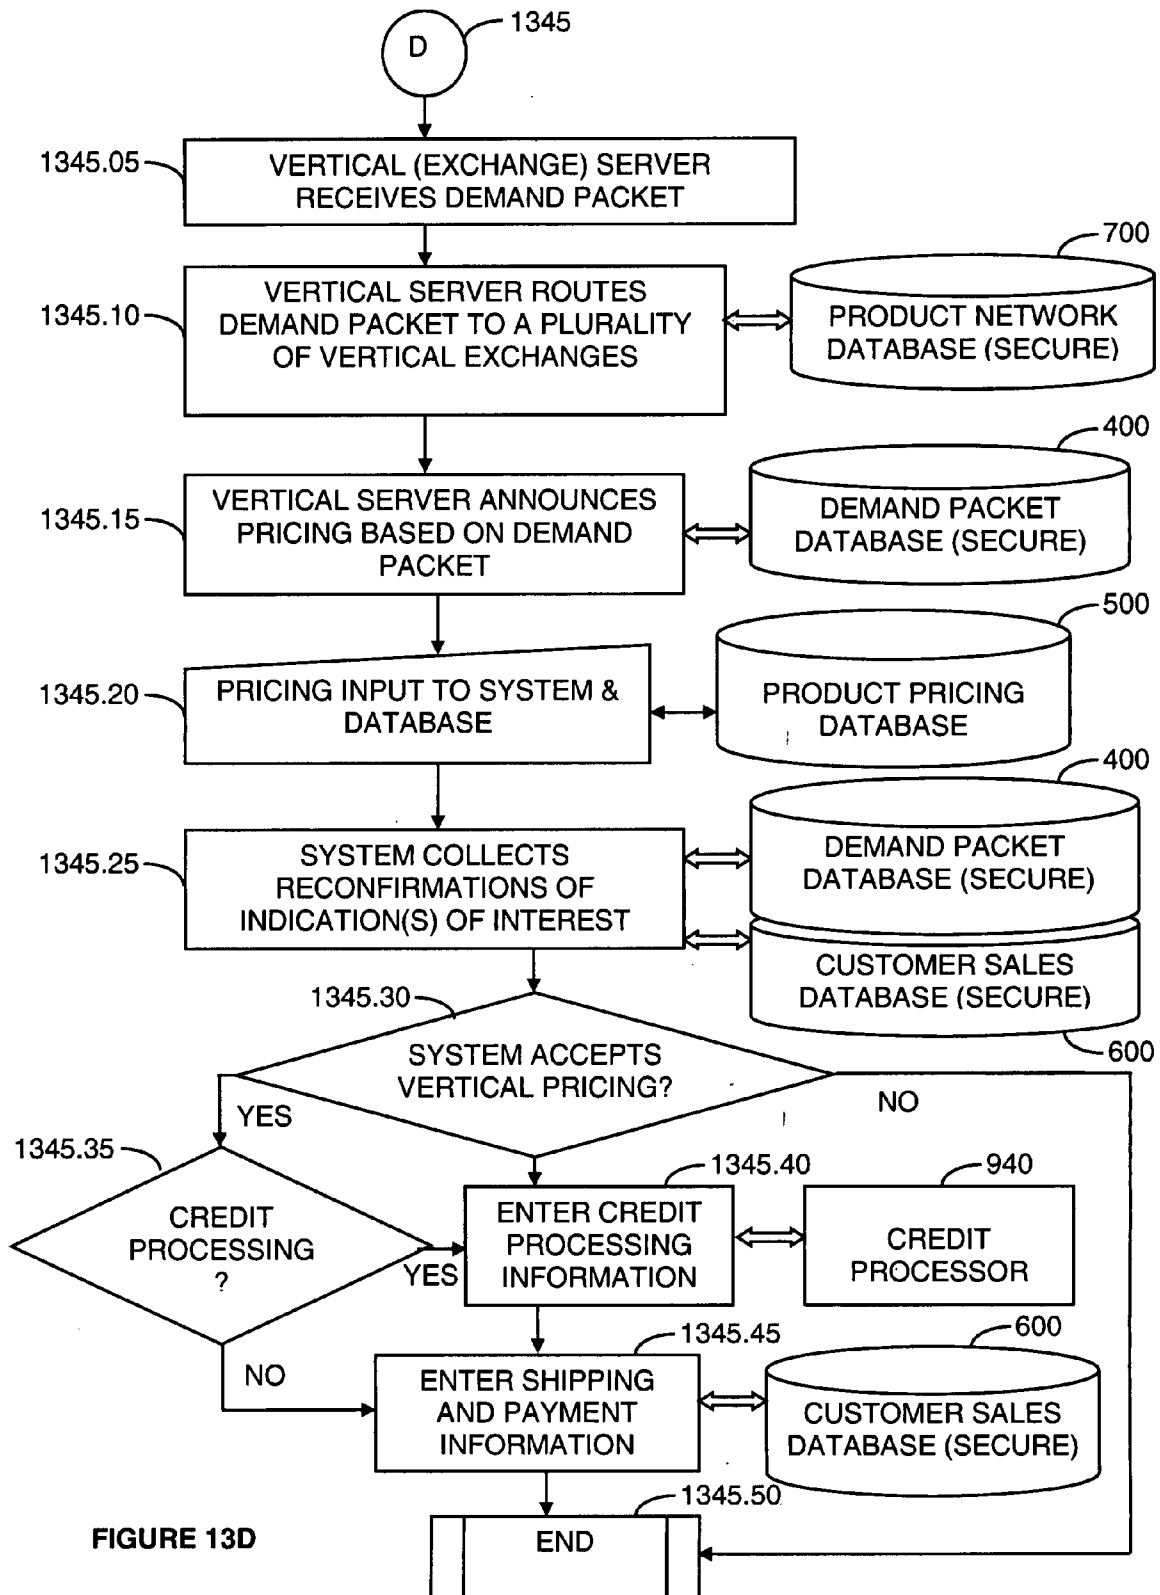 1345
D
1345.05
VERTICAL (EXCHANGE) SERVER
RECEIVES DEMAND PACKET
700
1345.10
VERTICAL SERVER ROUTES
DEMAND PACKET TO A PLURALITY
OF VERTICAL EXCHANGES
PRODUCT NETWORK
DATABASE (SECURE)
400
1345.15
VERTICAL SERVER ANNOUNCES
PRICING BASED ON DEMAND
PACKET
DEMAND PACKET
DATABASE (SECURE)
500
1345.20
PRICING INPUT TO SYSTEM &
DATABASE
PRODUCT PRICING
DATABASE
400
1345.25
SYSTEM COLLECTS
RECONFIRMATIONS OF
INDICATION(S) OF INTEREST
DEMAND PACKET
DATABASE (SECURE)
CUSTOMER SALES
DATABASE (SECURE)
600
1345.30
SYSTEM ACCEPTS
VERTICAL PRICING?
YES
NO
1345.35
CREDIT
PROCESSING
?
YES
NO
1345.40
ENTER CREDIT
PROCESSING
INFORMATION
940
CREDIT
PROCESSOR
1345.45
ENTER SHIPPING
AND PAYMENT
INFORMATION
600
CUSTOMER SALES
DATABASE (SECURE)
1345.50
END
FIGURE 13D